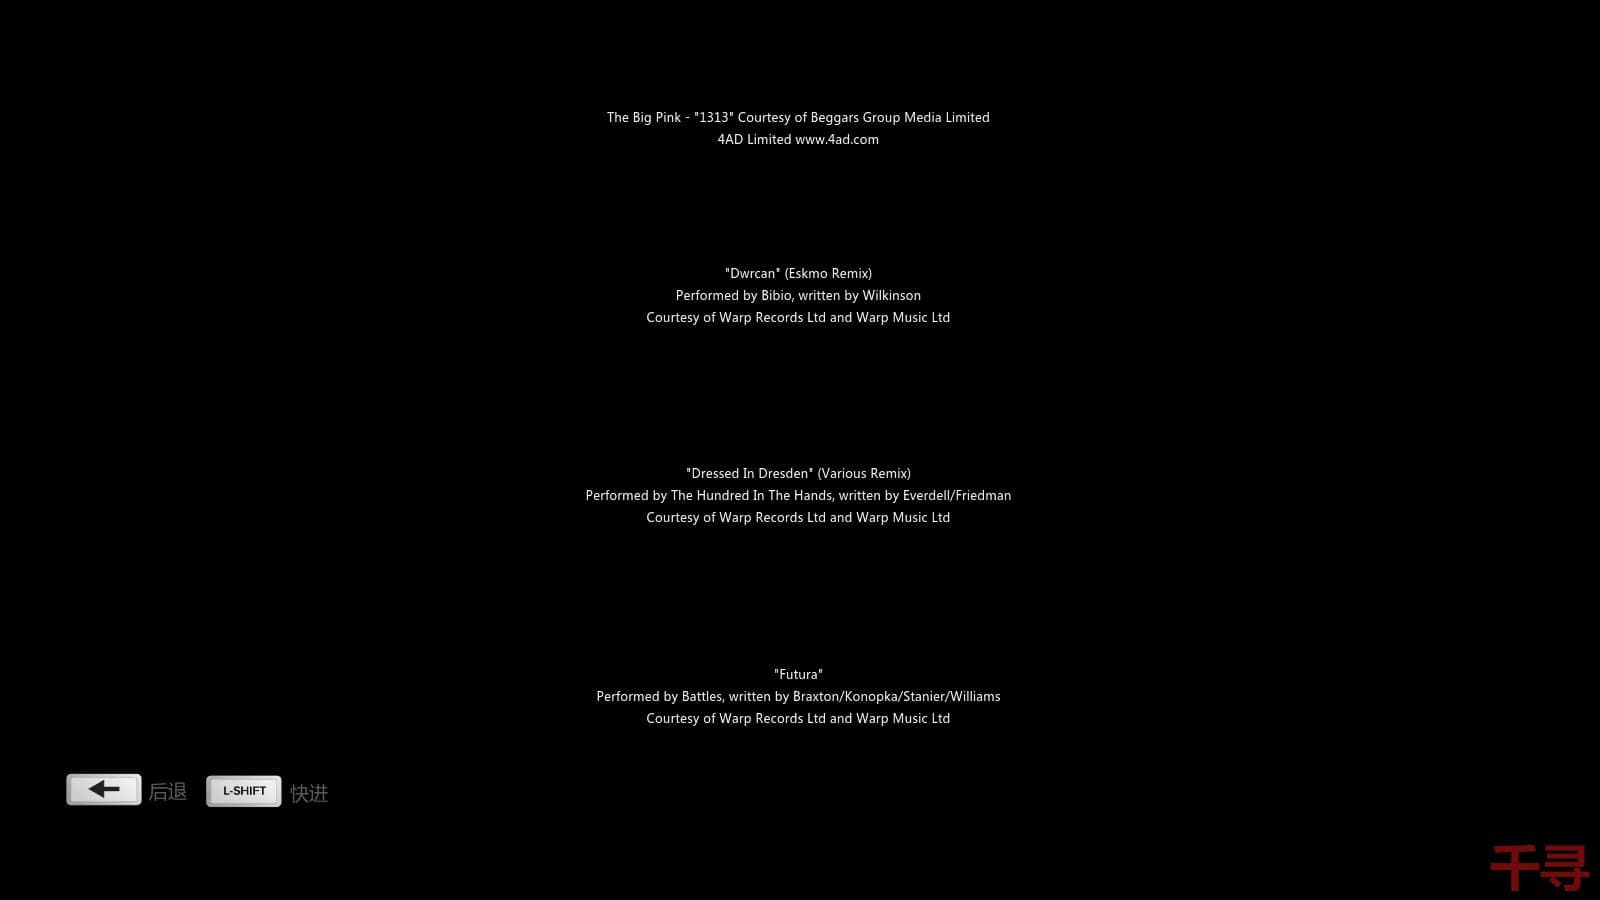 The Big Pink - "1313" Courtesy of Beggars Group Media Limited
4AD Limited www.4ad.com
"Dwrcan" (Eskmo Remix)
Performed by Bibio, written by Wilkinson
Courtesy of Warp Records Ltd and Warp Music Ltd
"Dressed In Dresden" (Various Remix)
Performed by The Hundred In The Hands, written by Everdell/Friedman
Courtesy of Warp Records Ltd and Warp Music Ltd
"Futura"
Performed by Battles, written by Braxton/Konopka/Stanier/Williams
Courtesy of Warp Records Ltd and Warp Music Ltd
后退 L-SHIFT 快进
千寻